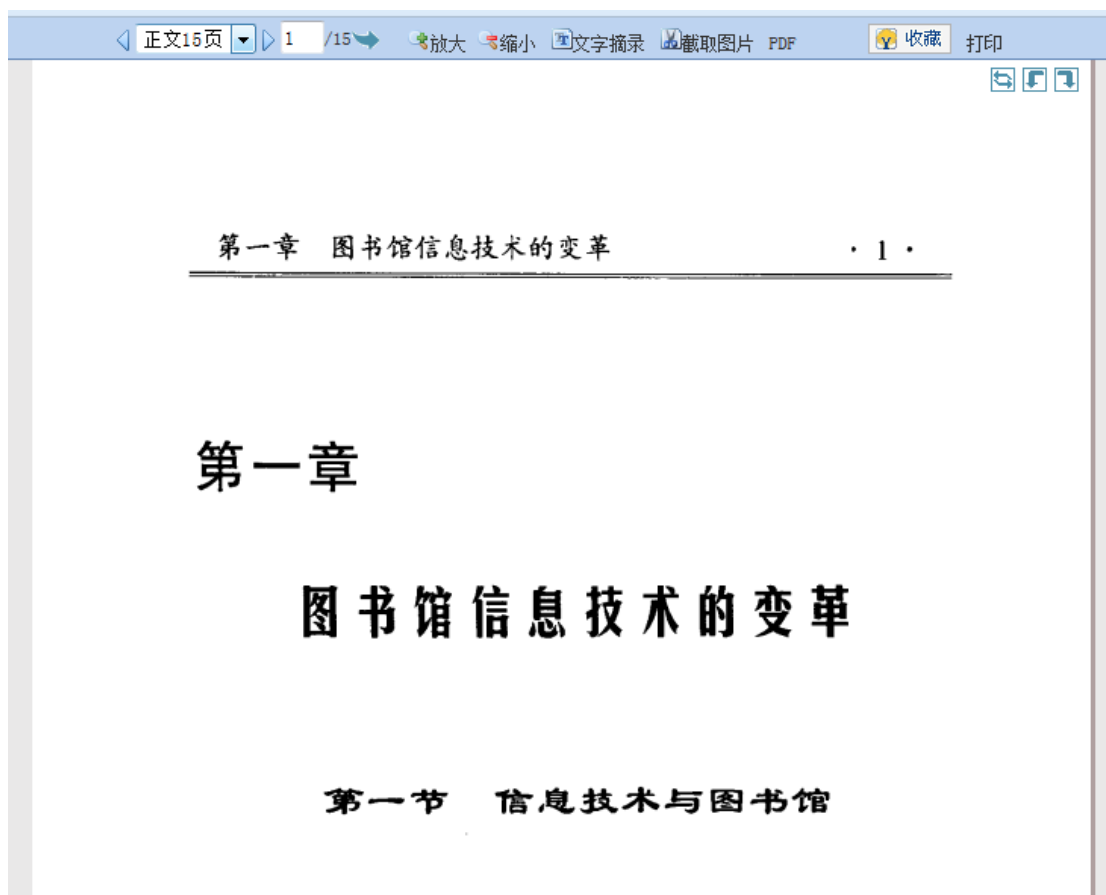 正文15页 1 /15 放大 缩小 文字摘录 截取图片 PDF 收藏 打印
第一章 图书馆信息技术的变革 · 1 ·
第一章
图书馆信息技术的变革
第一节 信息技术与图书馆